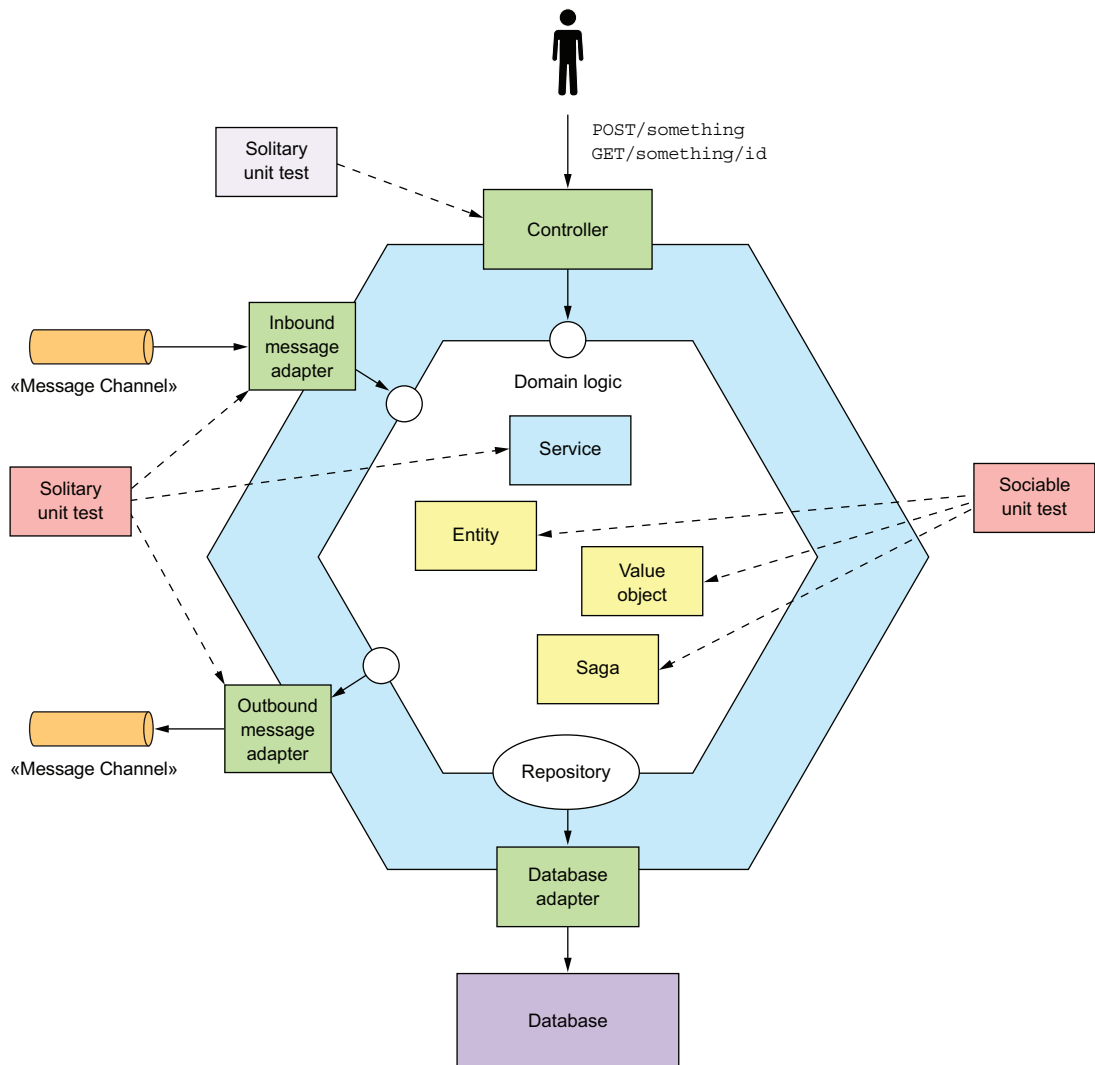 POST/something
GET/something/id
Solitary
unit test
Controller
Inbound
message
adapter
«Message Channel»
Domain logic
Service
Solitary
unit test
Sociable
unit test
Entity
Value
object
Saga
Outbound
message
adapter
«Message Channel»
Repository
Database
adapter
Database